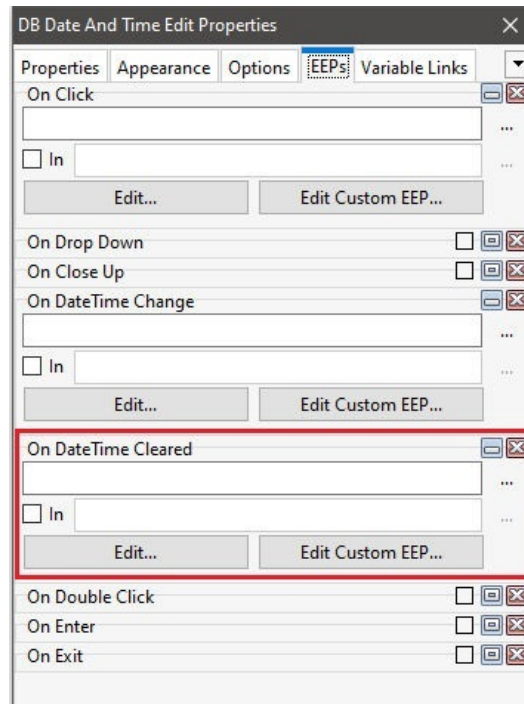 DB Date And Time Edit Properties
Properties Appearance Options EEPs Variable Links
On Click
...
In
...
Edit... Edit Custom EEP...
On Drop Down
On Close Up
On DateTime Change
...
In
...
Edit... Edit Custom EEP...
On DateTime Cleared
...
In
...
Edit... Edit Custom EEP...
On Double Click
On Enter
On Exit